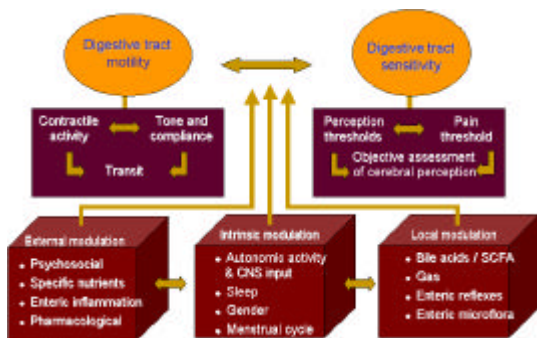 Digestive tract
motility
Digestive tract
sensitivity
Contractile
activity
Tone and
compliance
Transit
Perception
thresholds
Pain
threshold
Objective assessment
of cerebral perception
External modulation
Psychosocial
Specific nutrients
Enteric inflammation
Pharmacological
Intrinsic modulation
Autonomic activity
& CNS input
Sleep
Gender
Menstrual cycle
Local modulation
Bile acids / SCFA
Gas
Enteric reflexes
Enteric microflora